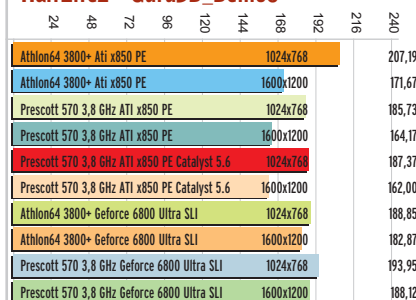 24 48 72 96 120 144 168 192 216 240
Athlon64 3800+ Ati x850 PE 1024x768 207,19
Athlon64 3800+ Ati x850 PE 1600x1200 171,67
Prescott 570 3,8 GHz ATI x850 PE 1024x768 185,73
Prescott 570 3,8 GHz ATI x850 PE 1600x1200 164,17
Prescott 570 3,8 GHz ATI x850 PE Catalyst 5.6 1024x768 187,37
Prescott 570 3,8 GHz ATI x850 PE Catalyst 5.6 1600x1200 162,00
Athlon64 3800+ Geforce 6800 Ultra SLI 1024x768 188,85
Athlon64 3800+ Geforce 6800 Ultra SLI 1600x1200 182,87
Prescott 570 3,8 GHz Geforce 6800 Ultra SLI 1024x768 193,95
Prescott 570 3,8 GHz Geforce 6800 Ultra SLI 1600x1200 188,12